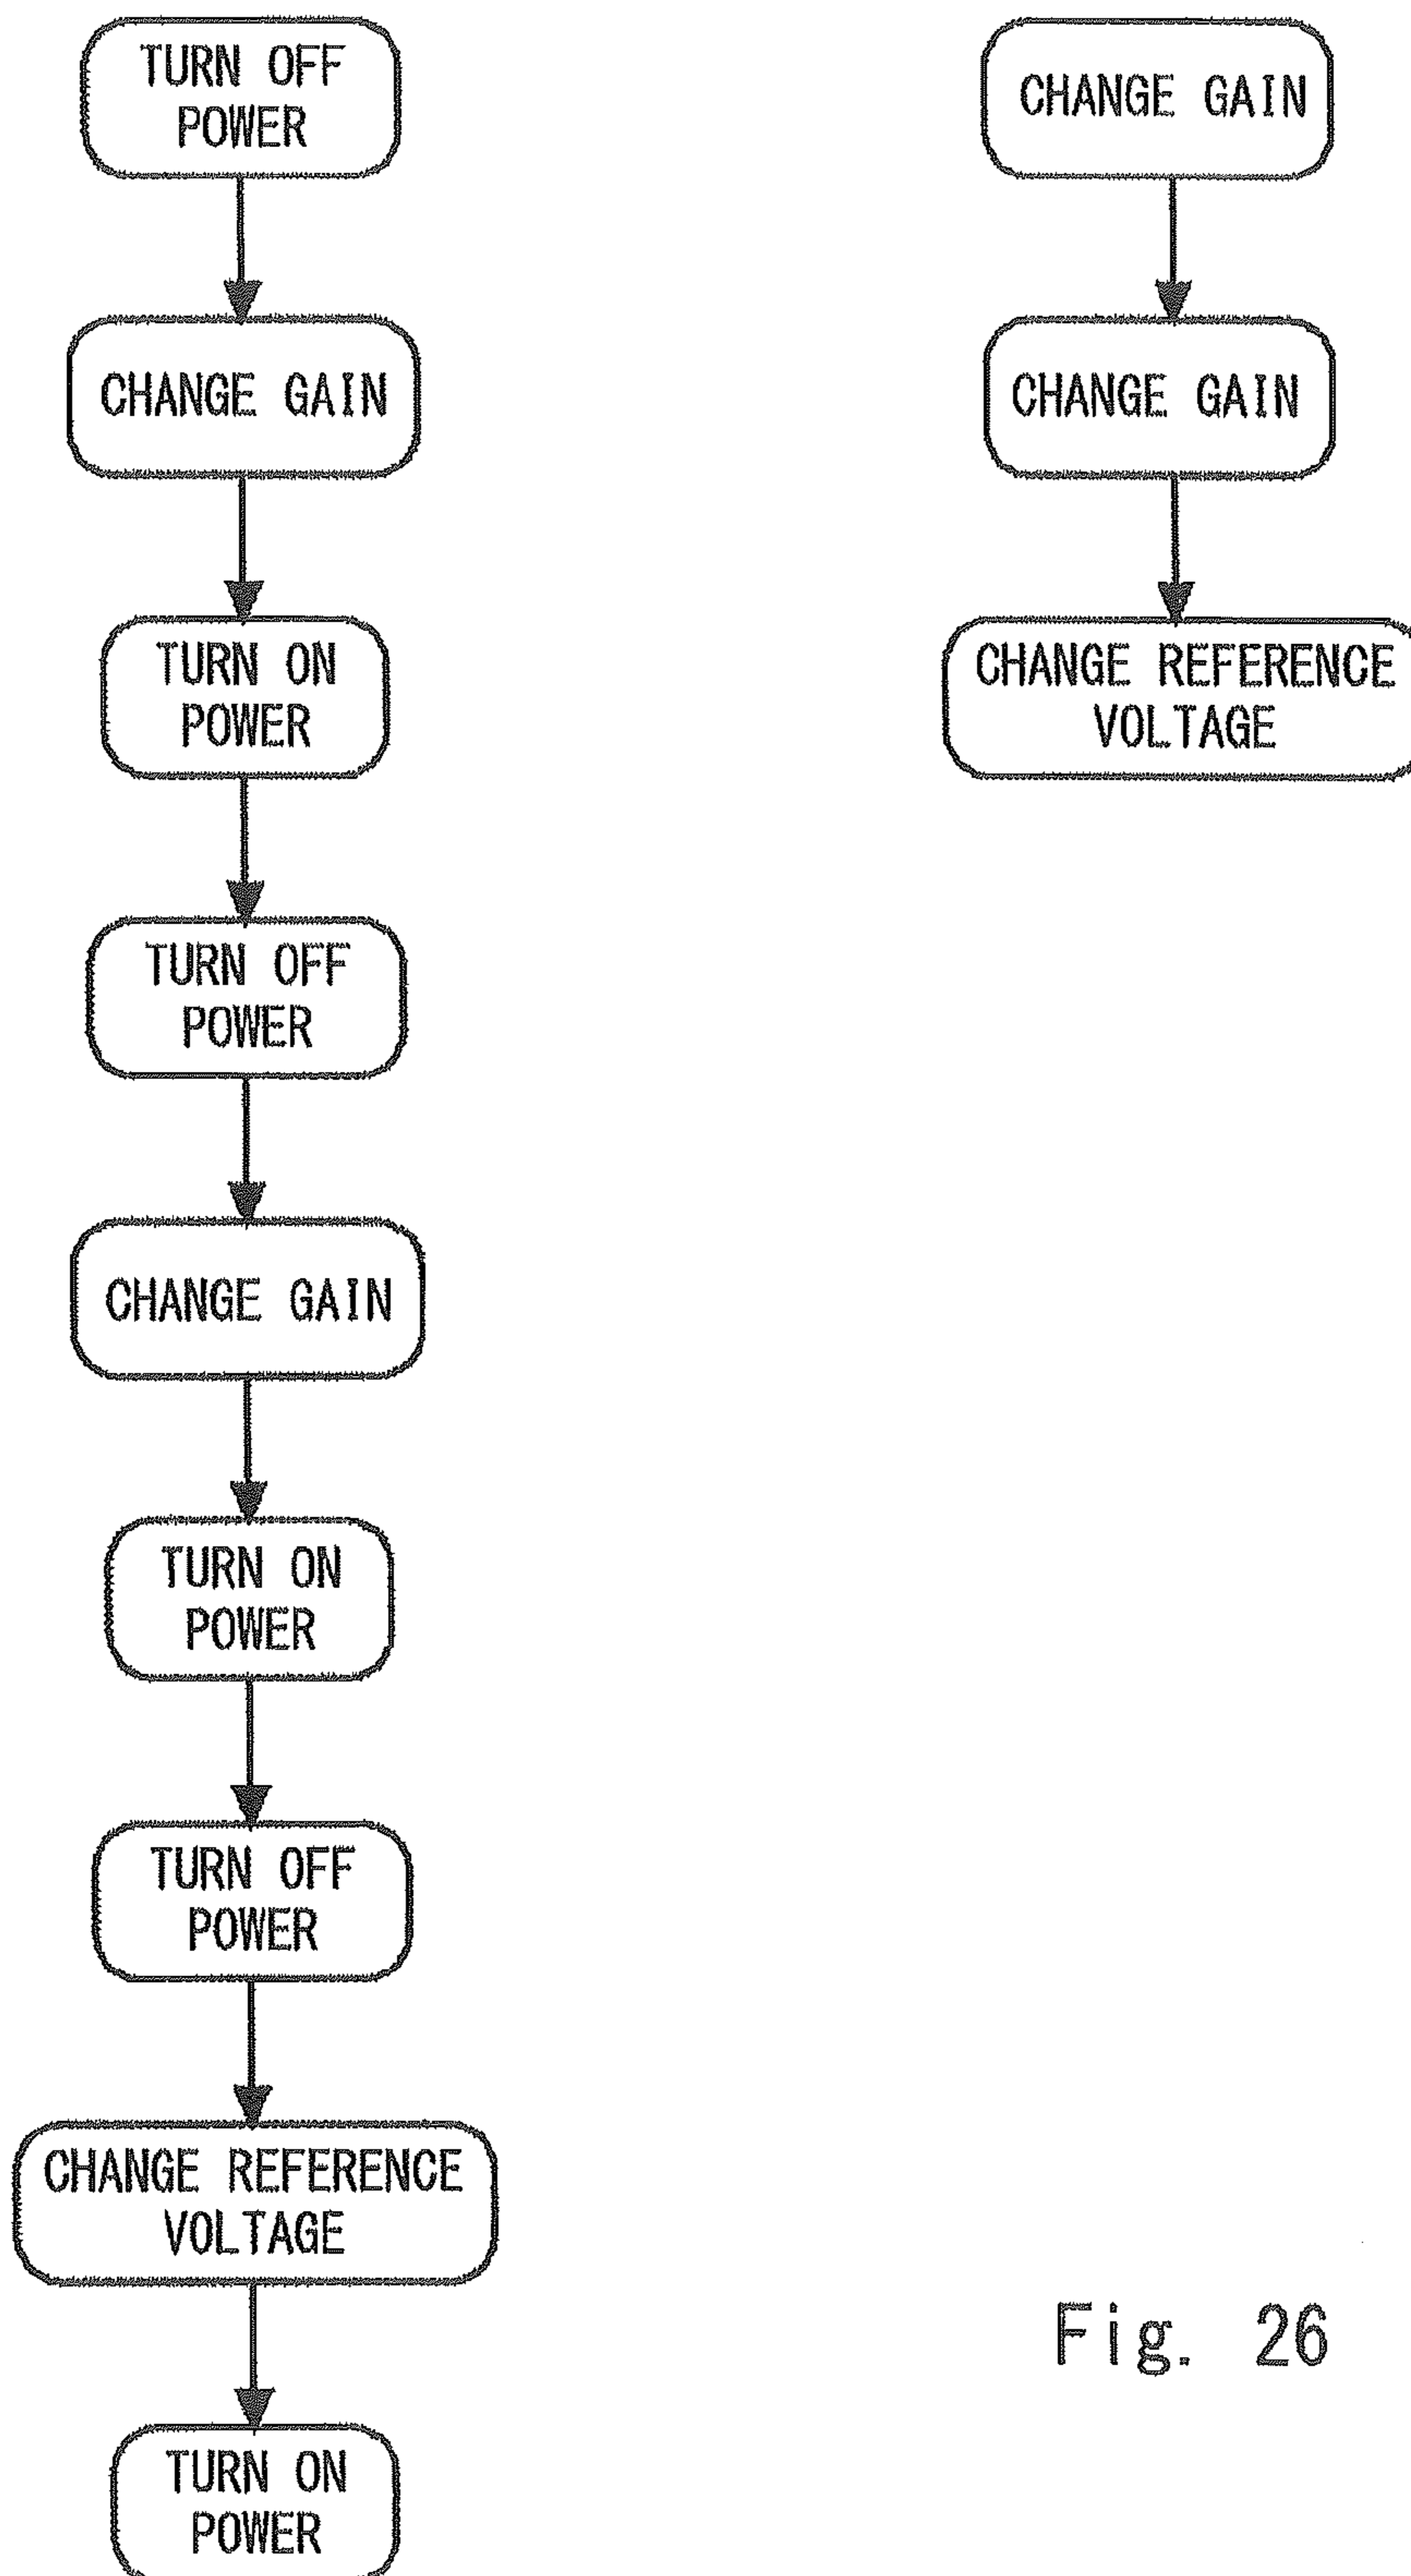 TURN OFF
POWER
CHANGE GAIN
TURN ON
POWER
TURN OFF
POWER
CHANGE GAIN
TURN ON
POWER
TURN OFF
POWER
CHANGE REFERENCE
VOLTAGE
TURN ON
POWER
CHANGE GAIN
CHANGE GAIN
CHANGE REFERENCE
VOLTAGE
Fig. 26